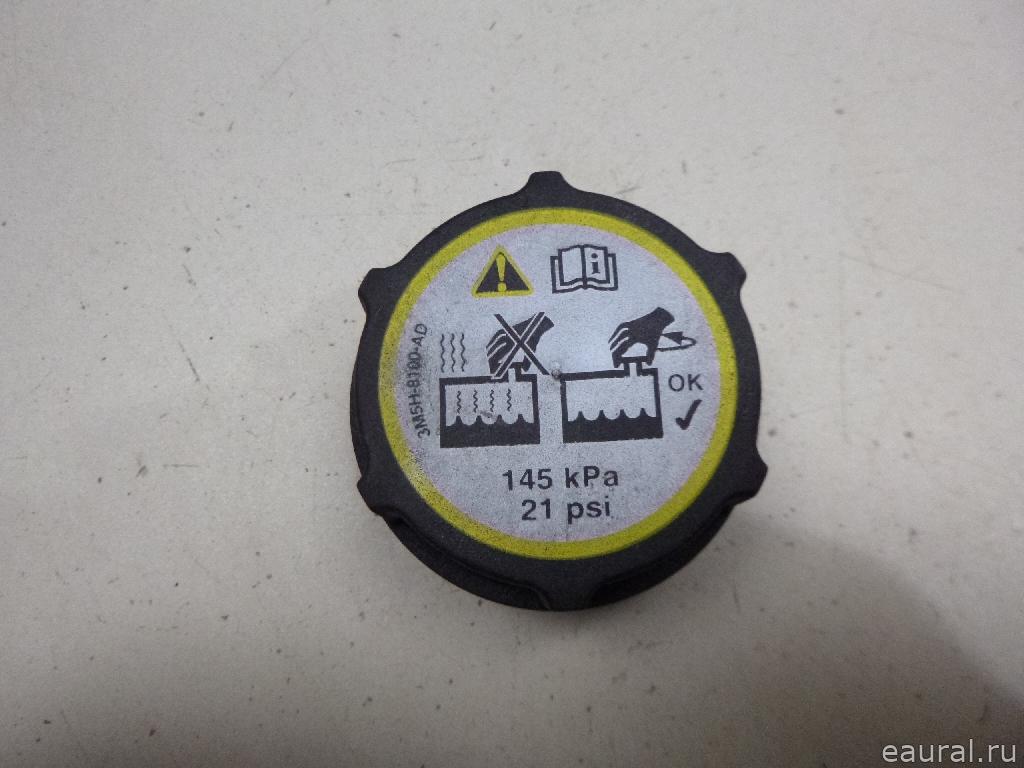 3M5H-8100-AD
OK
145 kPa
21 psi
eaural.ru